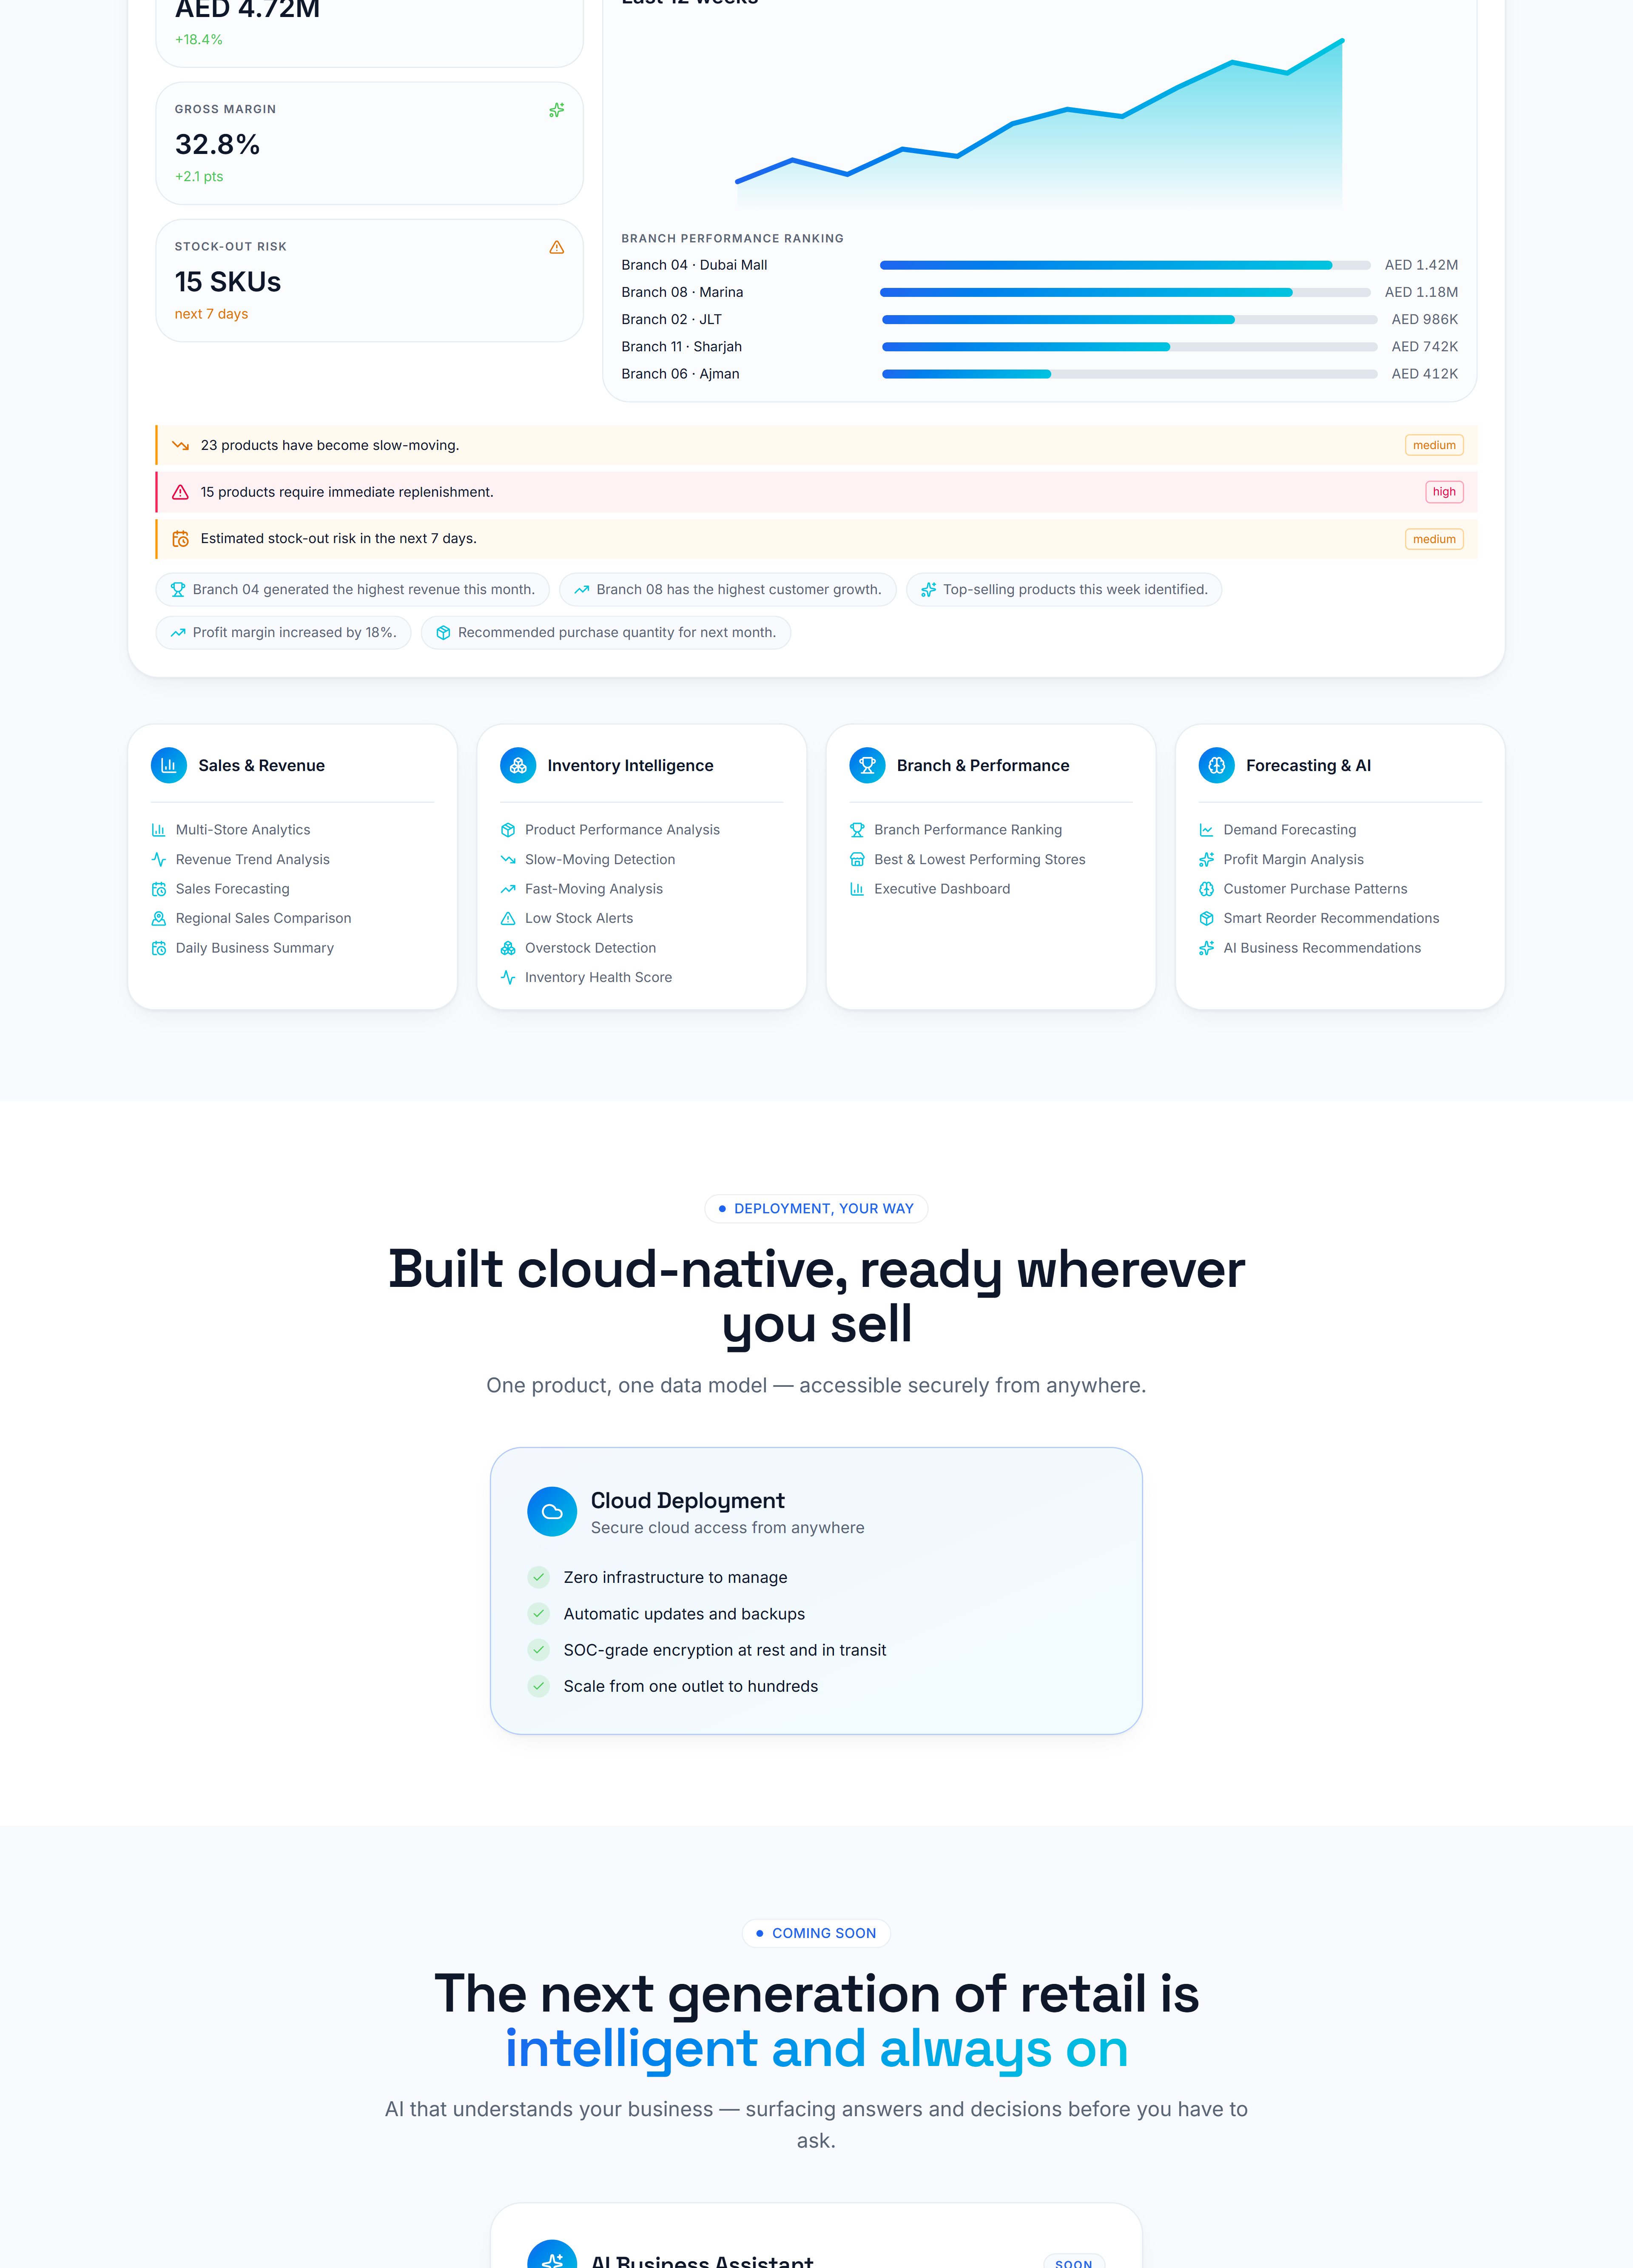 AED 4.72M
+18.4%
GROSS MARGIN
32.8%
+2.1 pts
STOCK-OUT RISK
15 SKUs
next 7 days
Last 12 weeks
BRANCH PERFORMANCE RANKING
Branch 04 · Dubai Mall AED 1.42M
Branch 08 · Marina AED 1.18M
Branch 02 · JLT AED 986K
Branch 11 · Sharjah AED 742K
Branch 06 · Ajman AED 412K
23 products have become slow-moving. medium
15 products require immediate replenishment. high
Estimated stock-out risk in the next 7 days. medium
Branch 04 generated the highest revenue this month. Branch 08 has the highest customer growth. Top-selling products this week identified.
Profit margin increased by 18%. Recommended purchase quantity for next month.
Sales & Revenue
Multi-Store Analytics
Revenue Trend Analysis
Sales Forecasting
Regional Sales Comparison
Daily Business Summary
Inventory Intelligence
Product Performance Analysis
Slow-Moving Detection
Fast-Moving Analysis
Low Stock Alerts
Overstock Detection
Inventory Health Score
Branch & Performance
Branch Performance Ranking
Best & Lowest Performing Stores
Executive Dashboard
Forecasting & AI
Demand Forecasting
Profit Margin Analysis
Customer Purchase Patterns
Smart Reorder Recommendations
AI Business Recommendations
DEPLOYMENT, YOUR WAY
Built cloud-native, ready wherever
you sell
One product, one data model — accessible securely from anywhere.
Cloud Deployment
Secure cloud access from anywhere
Zero infrastructure to manage
Automatic updates and backups
SOC-grade encryption at rest and in transit
Scale from one outlet to hundreds
COMING SOON
The next generation of retail is
intelligent and always on
AI that understands your business — surfacing answers and decisions before you have to
ask.
AI Business Assistant SOON